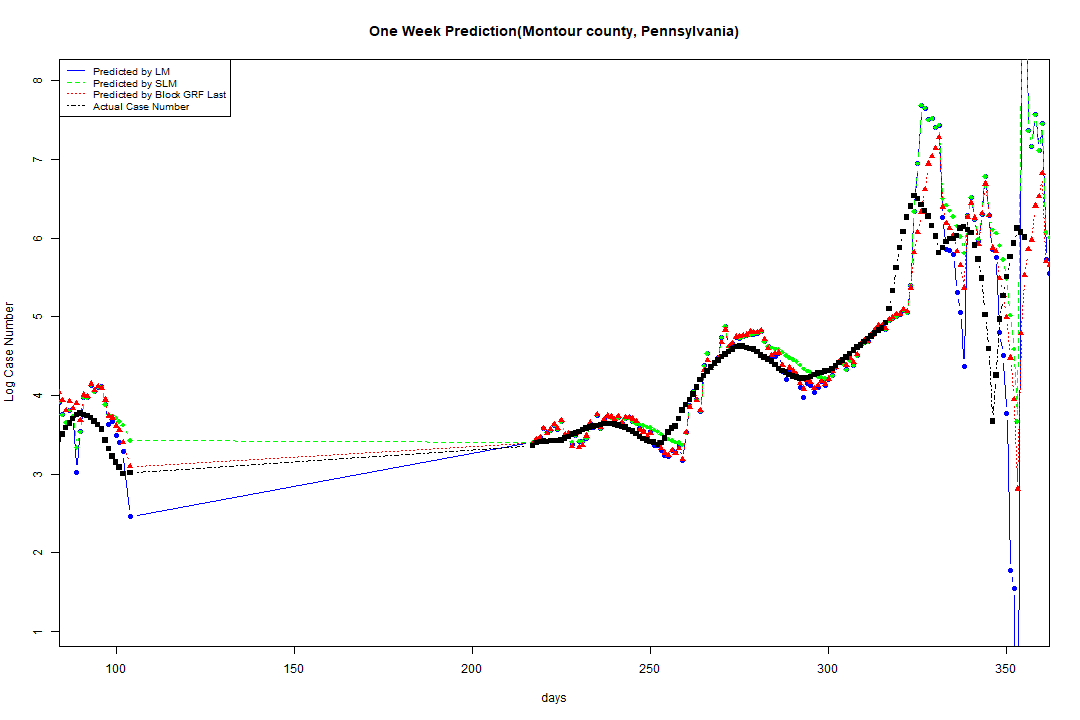 One Week Prediction(Montour county, Pennsylvania)
Predicted by LM
Predicted by SLM
Predicted by Block GRF Last
Actual Case Number
8
7
6
5
4
3
2
1
Log Case Number
100
150
200
250
300
350
days